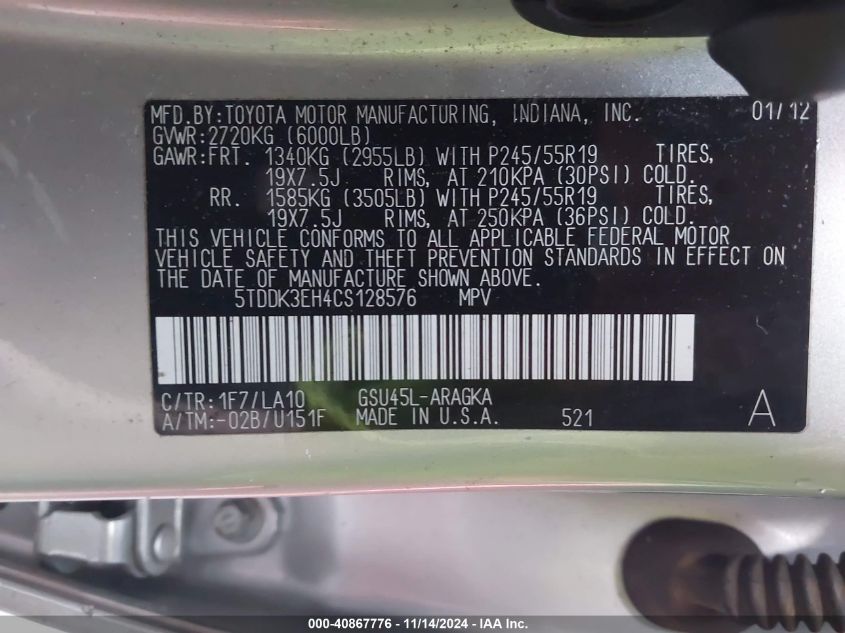 MFD.BY:TOYOTA MOTOR MANUFACTURING, INDIANA, INC. 01/12
GVWR:2720KG (6000LB)
GAWR:FRT. 1340KG (2955LB) WITH P245/55R19 TIRES,
19X7.5J RIMS, AT 210KPA (30PSI) COLD.
RR. 1585KG (3505LB) WITH P245/55R19 TIRES,
19X7.5J RIMS, AT 250KPA (36PSI) COLD.
THIS VEHICLE CONFORMS TO ALL APPLICABLE FEDERAL MOTOR
VEHICLE SAFETY AND THEFT PREVENTION STANDARDS IN EFFECT ON
THE DATE OF MANUFACTURE SHOWN ABOVE.
5TDDK3EH4CS128576 MPV
C/TR:1F7/LA10 GSU45L-ARAGKA
A/TM:-02B/U151F MADE IN U.S.A. 521 A
000-40867776 - 11/14/2024 - IAA Inc.